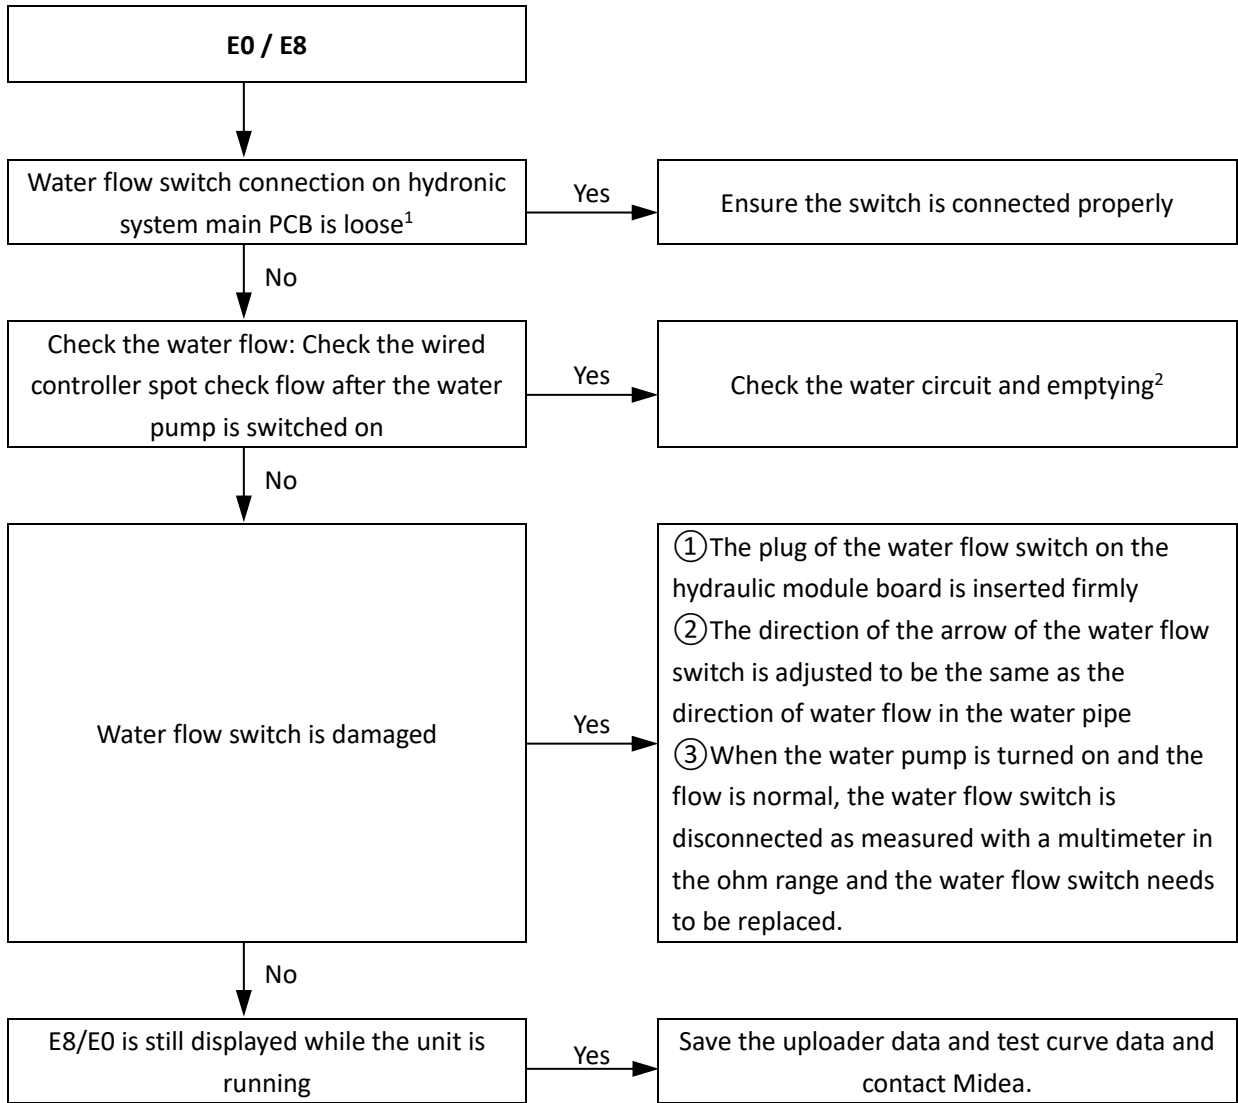 E0 / E8
Water flow switch connection on hydronic
system main PCB is loose¹
Yes
Ensure the switch is connected properly
No
Check the water flow: Check the wired
controller spot check flow after the water
pump is switched on
Yes
Check the water circuit and emptying²
No
Water flow switch is damaged
Yes
①The plug of the water flow switch on the
hydraulic module board is inserted firmly
②The direction of the arrow of the water flow
switch is adjusted to be the same as the
direction of water flow in the water pipe
③When the water pump is turned on and the
flow is normal, the water flow switch is
disconnected as measured with a multimeter in
the ohm range and the water flow switch needs
to be replaced.
No
E8/E0 is still displayed while the unit is
running
Yes
Save the uploader data and test curve data and
contact Midea.